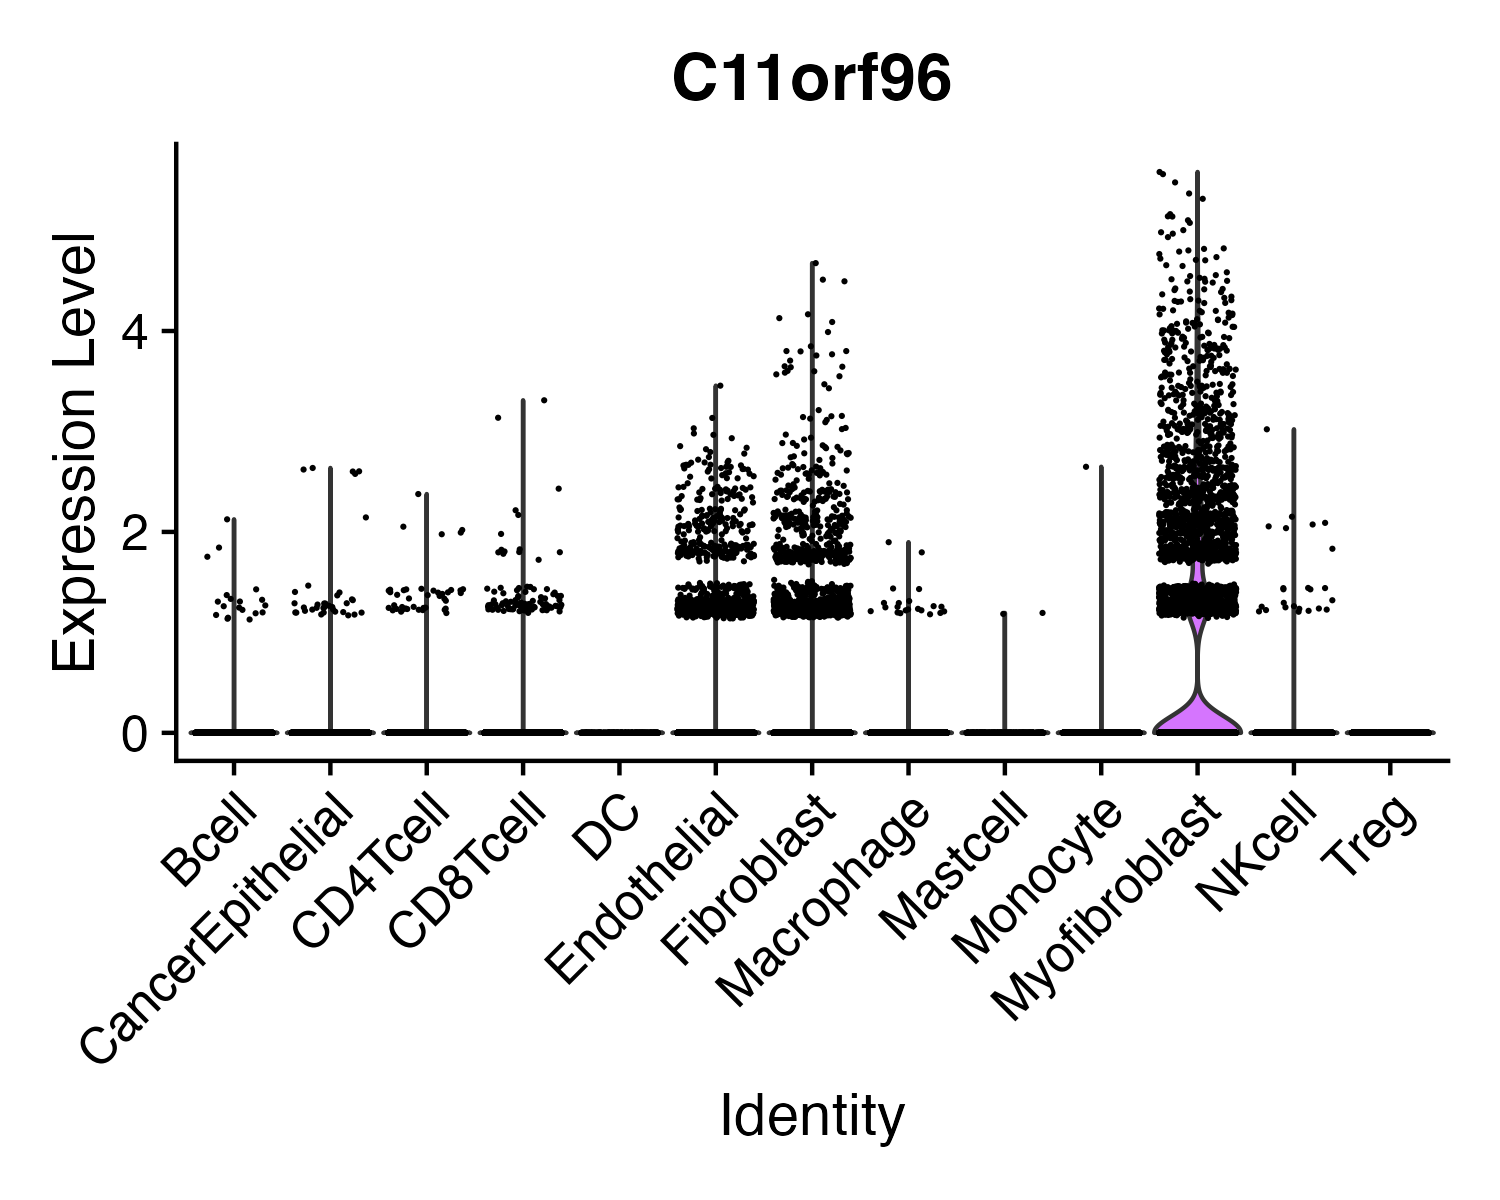 C11orf96
Expression Level
4
2
0
Bcell
CancerEpithelial
CD4Tcell
CD8Tcell
DC
Endothelial
Fibroblast
Macrophage
Mastcell
Monocyte
Myofibroblast
NKcell
Treg
Identity